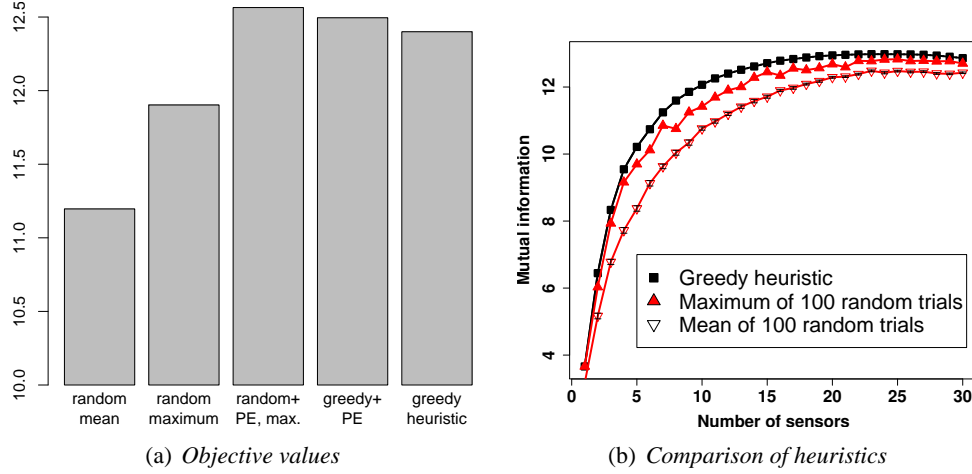 12.5
12.0
11.5
11.0
10.5
10.0
random
mean
random
maximum
random+
PE, max.
greedy+
PE
greedy
heuristic
(a) Objective values
Mutual information
12
10
8
6
4
Greedy heuristic
Maximum of 100 random trials
Mean of 100 random trials
0 5 10 15 20 25 30
Number of sensors
(b) Comparison of heuristics